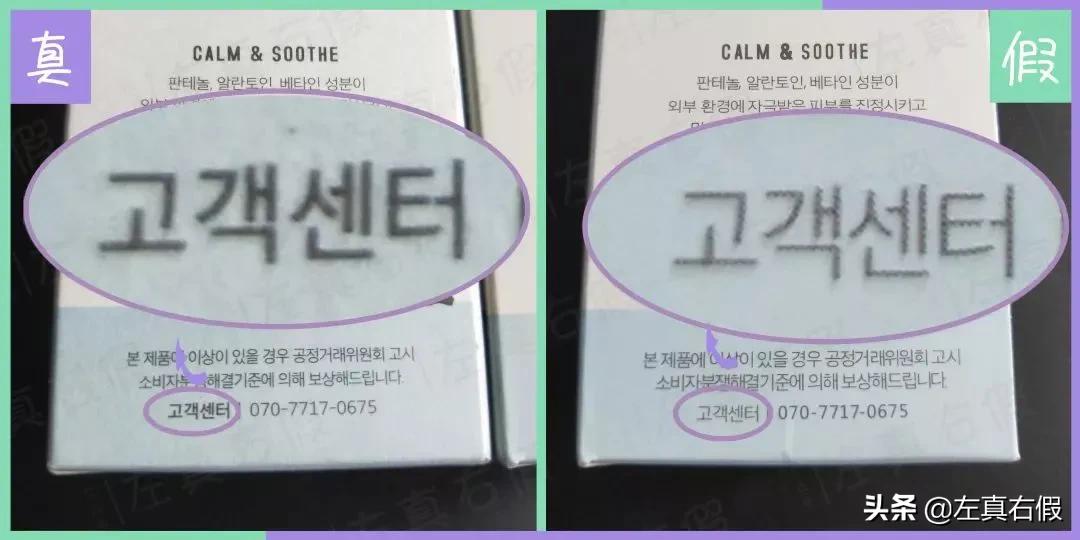 真
CALM & SOOTHE
판테놀, 알란토인, 베타인 성분이
외부
고객센터
본 제품에 이상이 있을 경우 공정거래위원회 고시
소비자분쟁해결기준에 의해 보상해드립니다.
고객센터 070-7717-0675
假
CALM & SOOTHE
판테놀, 알란토인, 베타인 성분이
외부 환경에 자극받은 피부를 진정시키고
고객센터
본 제품에 이상이 있을 경우 공정거래위원회 고시
소비자분쟁해결기준에 의해 보상해드립니다.
고객센터 070-7717-0675
左真右假
头条 @左真右假